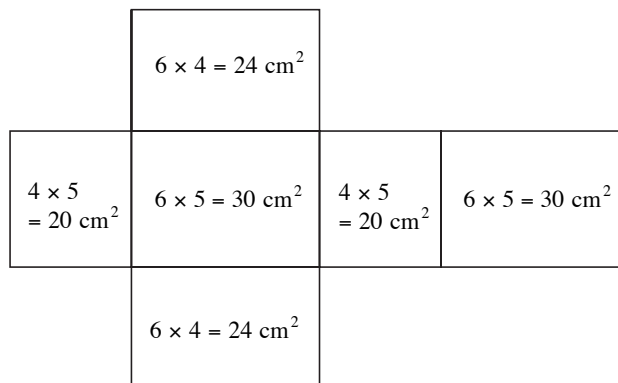 6 × 4 = 24 cm²
4 × 5
= 20 cm²
6 × 5 = 30 cm²
4 × 5
= 20 cm²
6 × 5 = 30 cm²
6 × 4 = 24 cm²